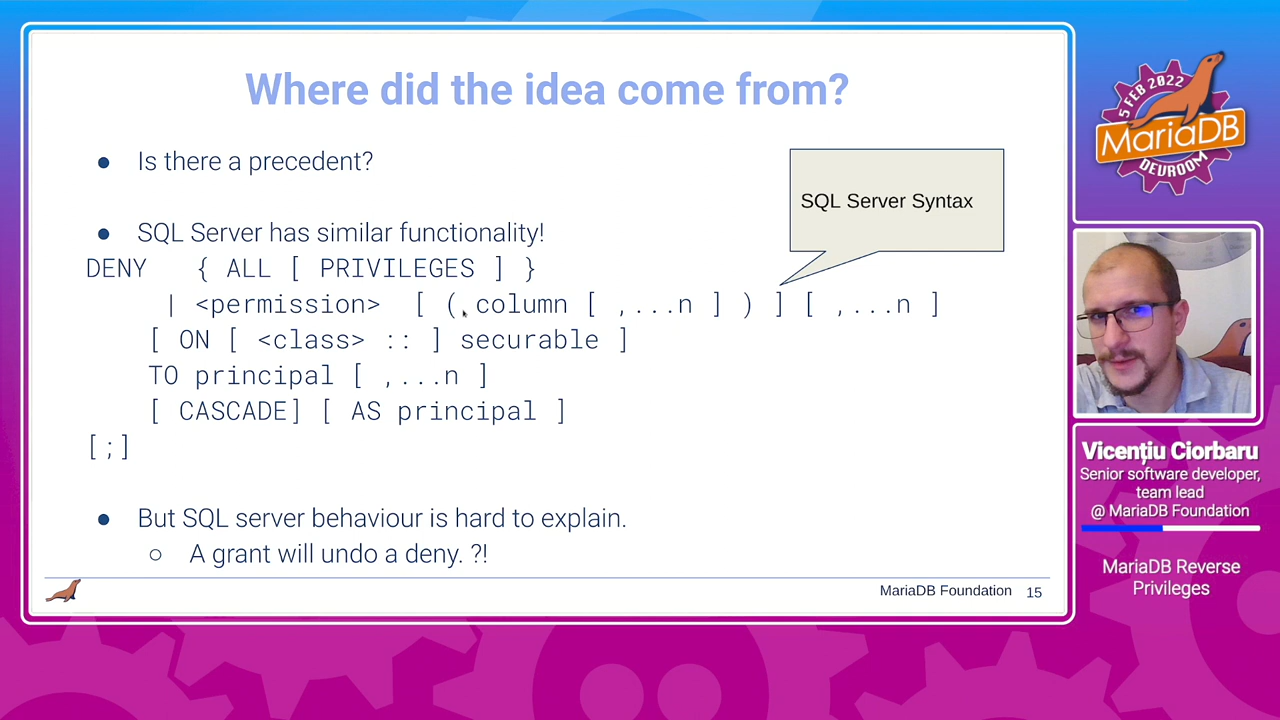 Where did the idea come from?
● Is there a precedent?
SQL Server Syntax
● SQL Server has similar functionality!
DENY { ALL [ PRIVILEGES ] }
| <permission> [ ( column [ ,...n ] ) ] [ ,...n ]
[ ON [ <class> :: ] securable ]
TO principal [ ,...n ]
[ CASCADE] [ AS principal ]
[;]
● But SQL server behaviour is hard to explain.
○ A grant will undo a deny. ?!
MariaDB Foundation 15
5 FEB 2022
MariaDB
DEVROOM
Vicențiu Ciorbaru
Senior software developer,
team lead
@ MariaDB Foundation
MariaDB Reverse
Privileges